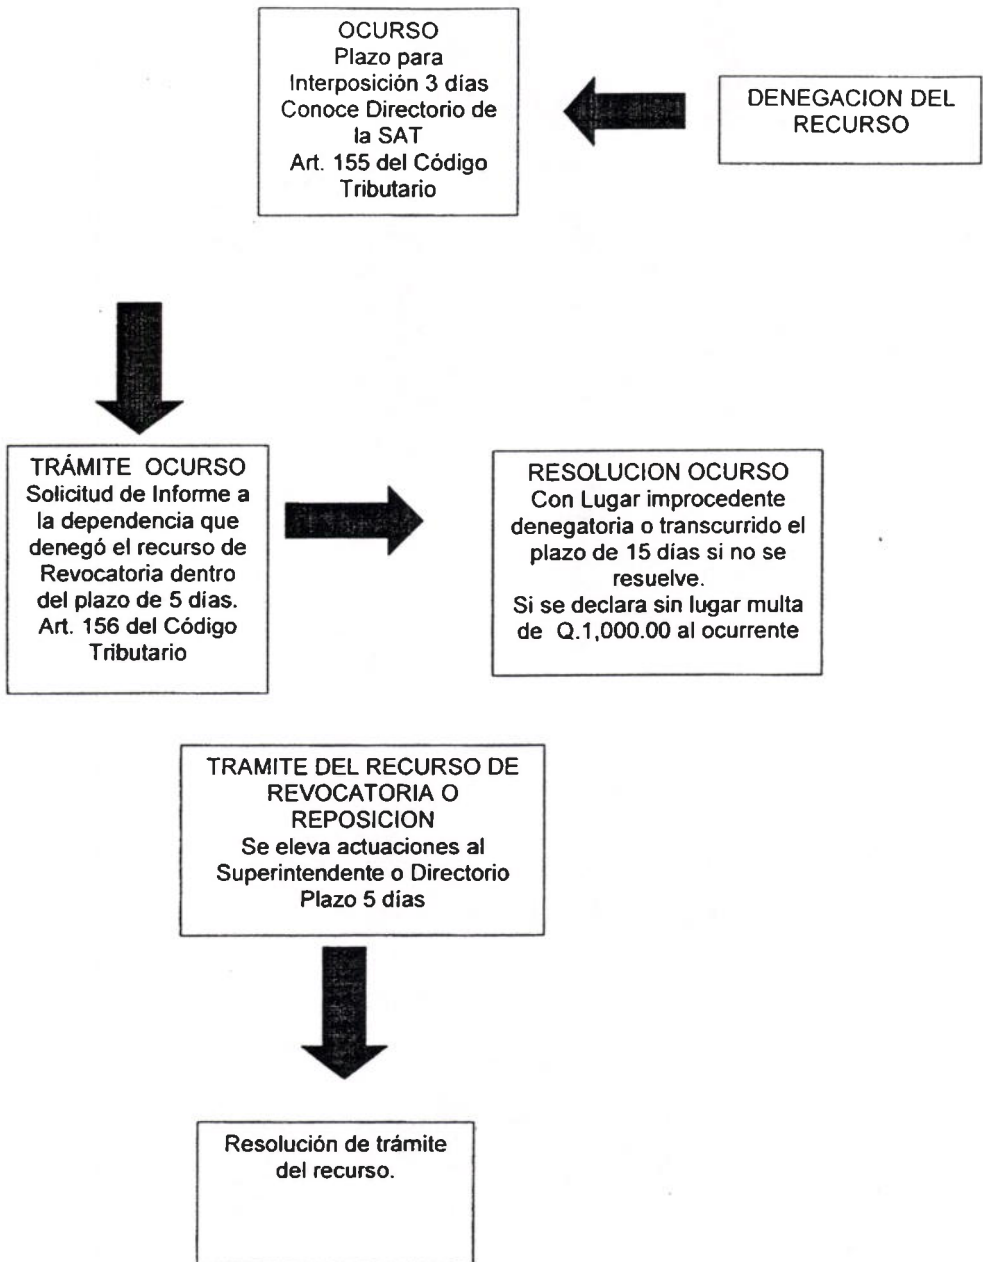 OCURSO
Plazo para
Interposición 3 días
Conoce Directorio de
la SAT
Art. 155 del Código
Tributario
DENEGACION DEL
RECURSO
TRÁMITE OCURSO
Solicitud de Informe a
la dependencia que
denegó el recurso de
Revocatoria dentro
del plazo de 5 días.
Art. 156 del Código
Tributario
RESOLUCION OCURSO
Con Lugar improcedente
denegatoria o transcurrido el
plazo de 15 días si no se
resuelve.
Si se declara sin lugar multa
de Q.1,000.00 al ocurrente
TRAMITE DEL RECURSO DE
REVOCATORIA O
REPOSICION
Se eleva actuaciones al
Superintendente o Directorio
Plazo 5 días
Resolución de trámite
del recurso.